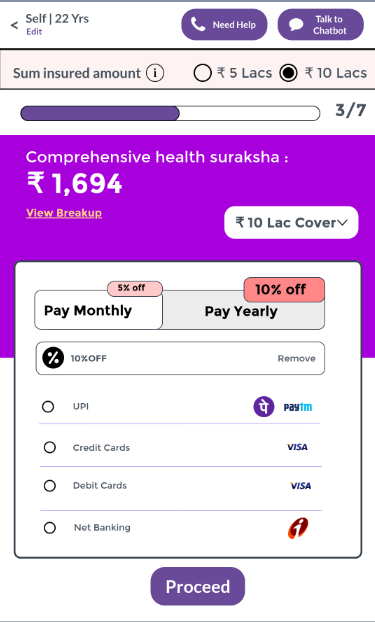 < Self | 22 Yrs
Edit
Need Help
Talk to
Chatbot
Sum insured amount i ₹ 5 Lacs ₹ 10 Lacs
3/7
Comprehensive health suraksha :
₹ 1,694
View Breakup
₹ 10 Lac Cover
5% off
10% off
Pay Monthly
Pay Yearly
% 10%OFF Remove
UPI पे paytm
Credit Cards VISA
Debit Cards VISA
Net Banking
Proceed